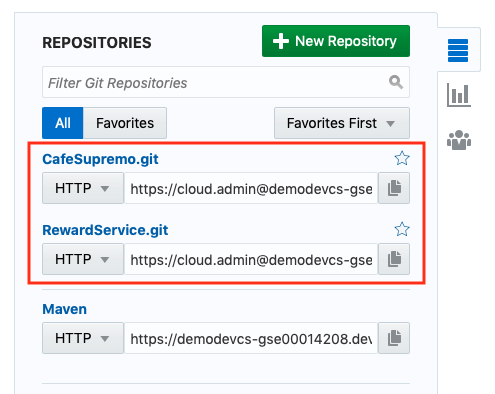 REPOSITORIES
New Repository
Filter Git Repositories
All Favorites
Favorites First
CafeSupremo.git
HTTP https://cloud.admin@demodevcs-gse
RewardService.git
HTTP https://cloud.admin@demodevcs-gse
Maven
HTTP https://demodevcs-gse00014208.dev